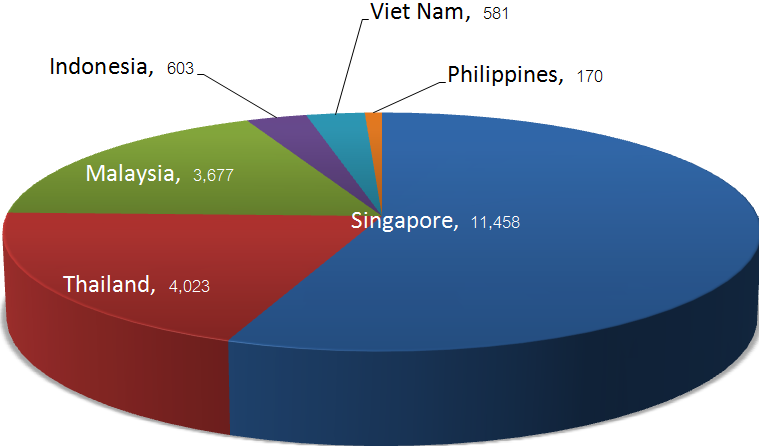 Viet Nam, 581
Indonesia, 603
Philippines, 170
Malaysia, 3,677
Singapore, 11,458
Thailand, 4,023